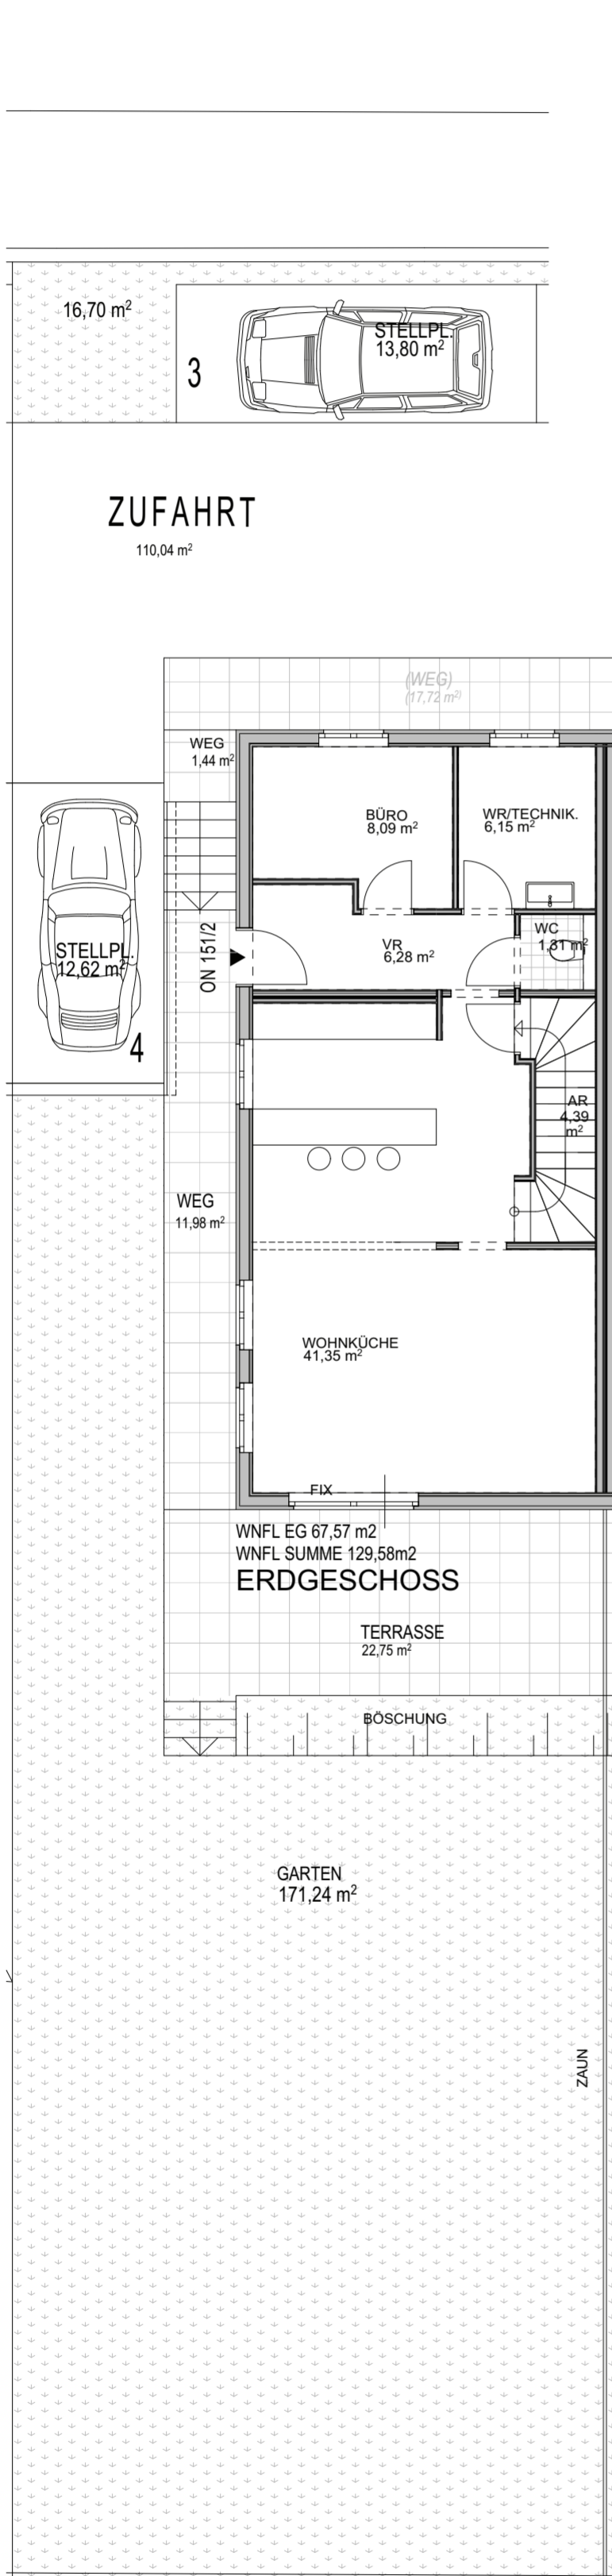 16,70 m²
STELLPL.
13,80 m²
3
ZUFAHRT
110,04 m²
(WEG)
(17,72 m²)
WEG
1,44 m²
BÜRO
8,09 m²
WR/TECHNIK.
6,15 m²
STELLPL.
12,62 m²
4
ON 151/2
VR
6,28 m²
WC
1,81 m²
AR
4,39
m²
WEG
11,98 m²
WOHNKÜCHE
41,35 m²
FIX
WNFL EG 67,57 m2
WNFL SUMME 129,58m2
ERDGESCHOSS
TERRASSE
22,75 m²
BÖSCHUNG
GARTEN
171,24 m²
ZAUN